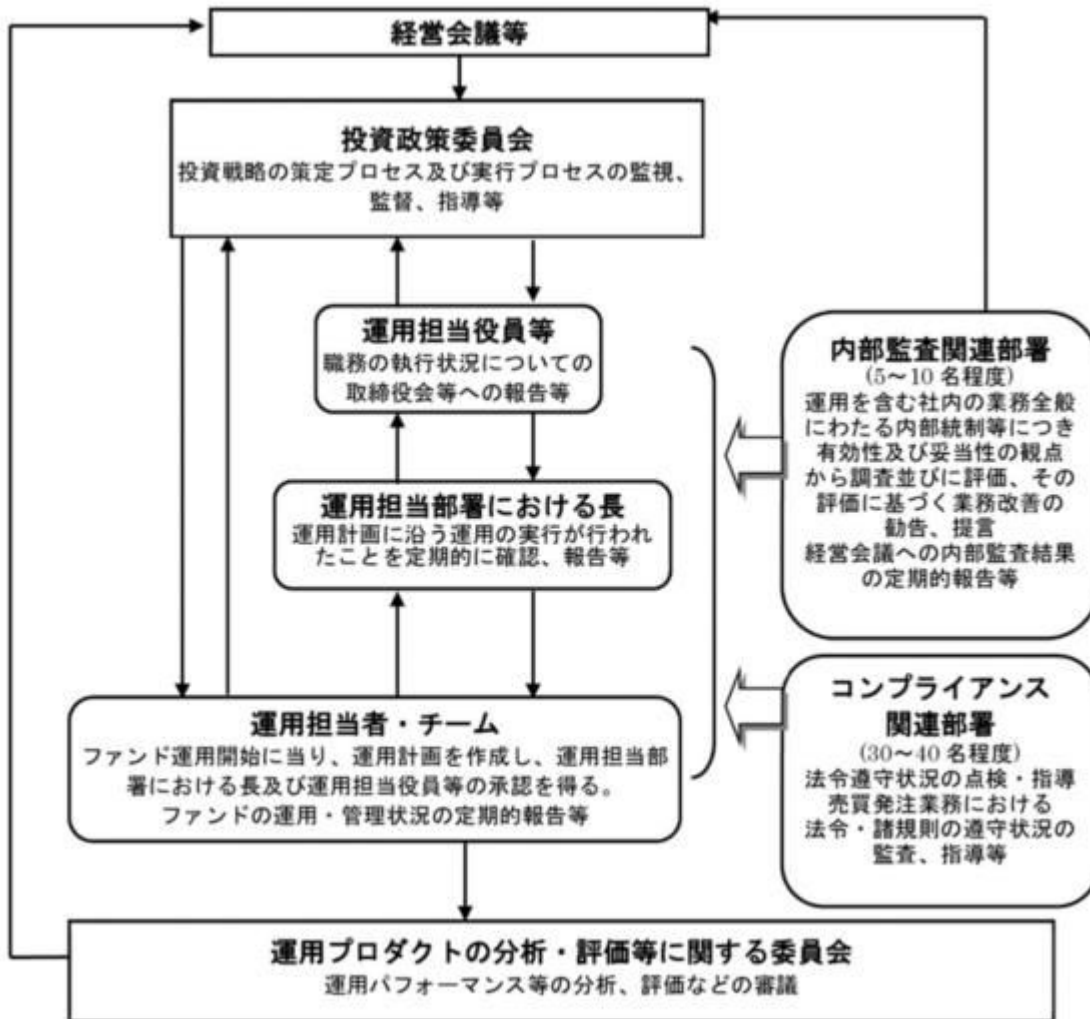 経営会議等
投資政策委員会
投資戦略の策定プロセス及び実行プロセスの監視、
監督、指導等
運用担当役員等
職務の執行状況についての
取締役会等への報告等
運用担当部署における長
運用計画に沿う運用の実行が行われ
たことを定期的に確認、報告等
運用担当者・チーム
ファンド運用開始に当り、運用計画を作成し、運用担当部
署における長及び運用担当役員等の承認を得る。
ファンドの運用・管理状況の定期的報告等
内部監査関連部署
(5～10 名程度)
運用を含む社内の業務全般
にわたる内部統制等につき
有効性及び妥当性の観点
から調査並びに評価、その
評価に基づく業務改善の
勧告、提言
経営会議への内部監査結果
の定期的報告等
コンプライアンス
関連部署
(30～40 名程度)
法令遵守状況の点検・指導
売買発注業務における
法令・諸規則の遵守状況の
監査、指導等
運用プロダクトの分析・評価等に関する委員会
運用パフォーマンス等の分析、評価などの審議